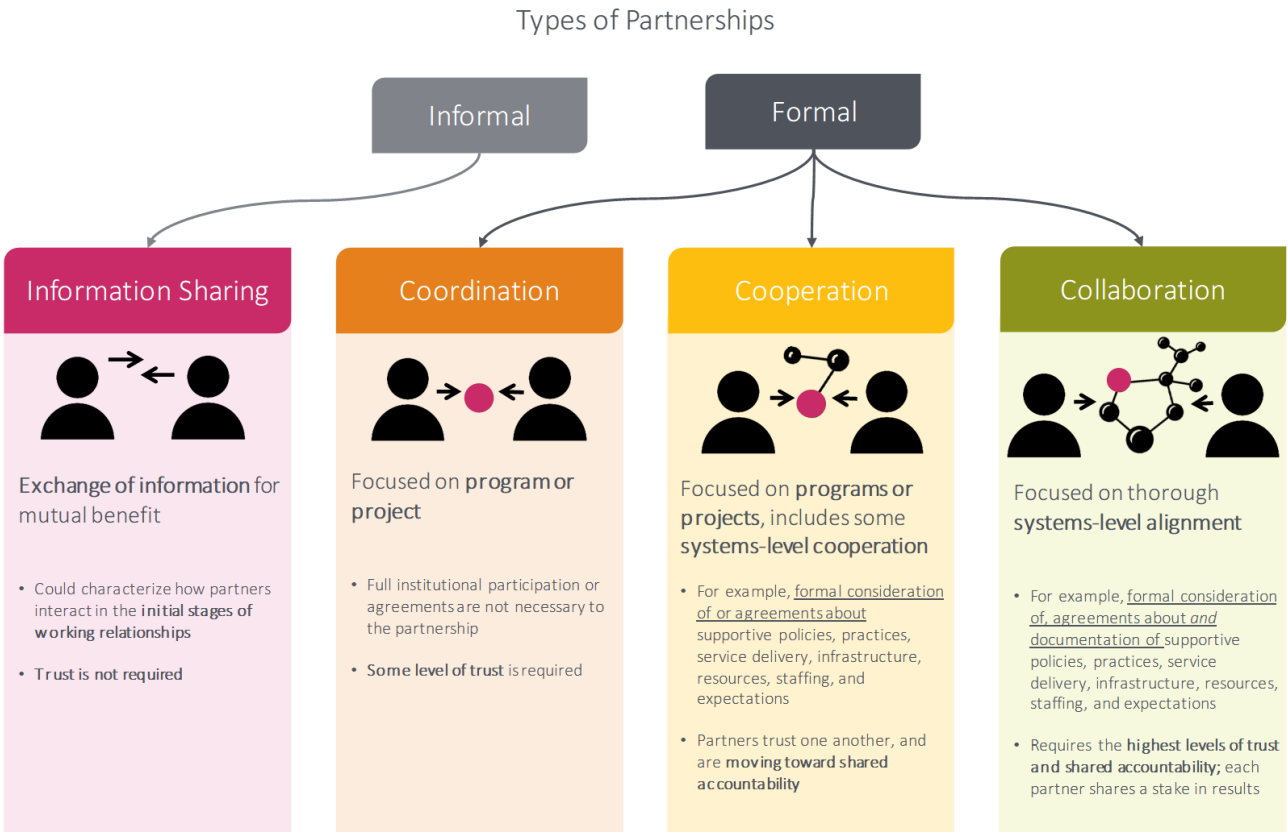 Types of Partnerships
Informal
Formal
Information Sharing
Exchange of information for
mutual benefit
• Could characterize how partners
interact in the initial stages of
working relationships
• Trust is not required
Coordination
Focused on program or
project
• Full institutional participation or
agreements are not necessary to
the partnership
• Some level of trust is required
Cooperation
Focused on programs or
projects, includes some
systems-level cooperation
• For example, formal consideration
of or agreements about
supportive policies, practices,
service delivery, infrastructure,
resources, staffing, and
expectations
• Partners trust one another, and
are moving toward shared
accountability
Collaboration
Focused on thorough
systems-level alignment
• For example, formal consideration
of, agreements about and
documentation of supportive
policies, practices, service
delivery, infrastructure, resources,
staffing, and expectations
• Requires the highest levels of trust
and shared accountability; each
partner shares a stake in results